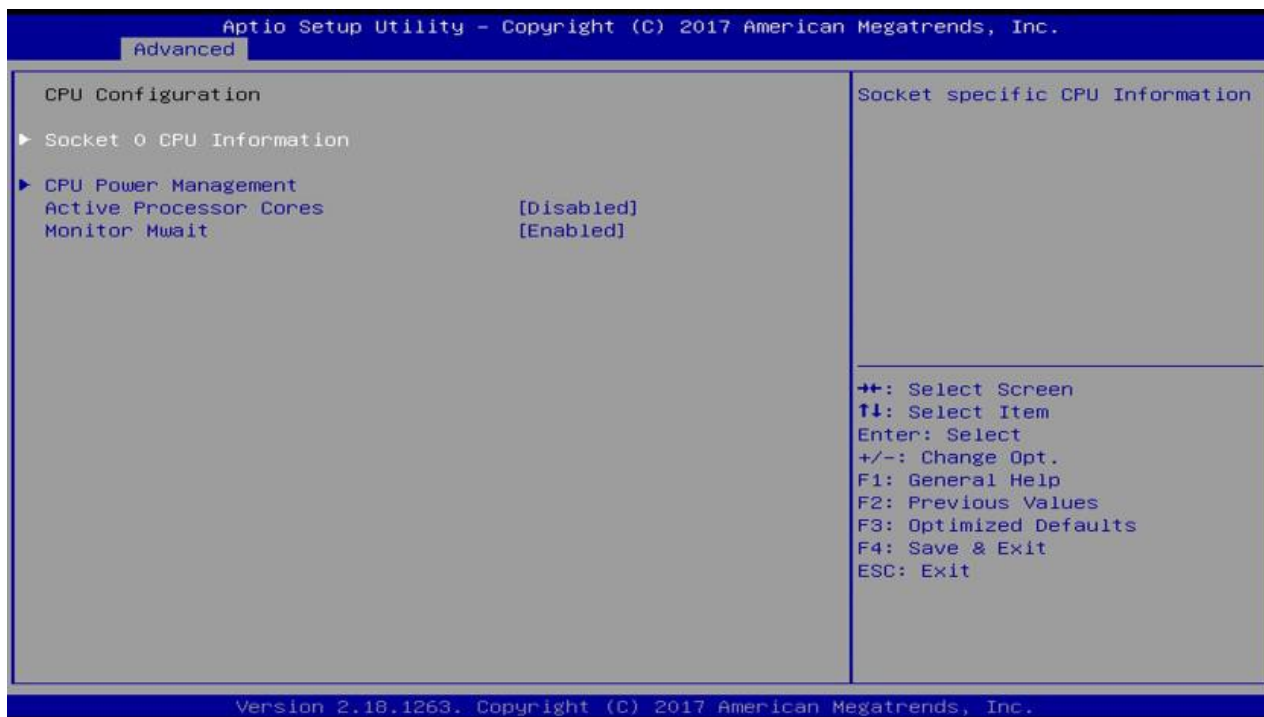 Aptio Setup Utility – Copyright (C) 2017 American Megatrends, Inc.
Advanced
CPU Configuration
► Socket 0 CPU Information
► CPU Power Management
Active Processor Cores [Disabled]
Monitor Mwait [Enabled]
Socket specific CPU Information
→←: Select Screen
↑↓: Select Item
Enter: Select
+/-: Change Opt.
F1: General Help
F2: Previous Values
F3: Optimized Defaults
F4: Save & Exit
ESC: Exit
Version 2.18.1263. Copyright (C) 2017 American Megatrends, Inc.